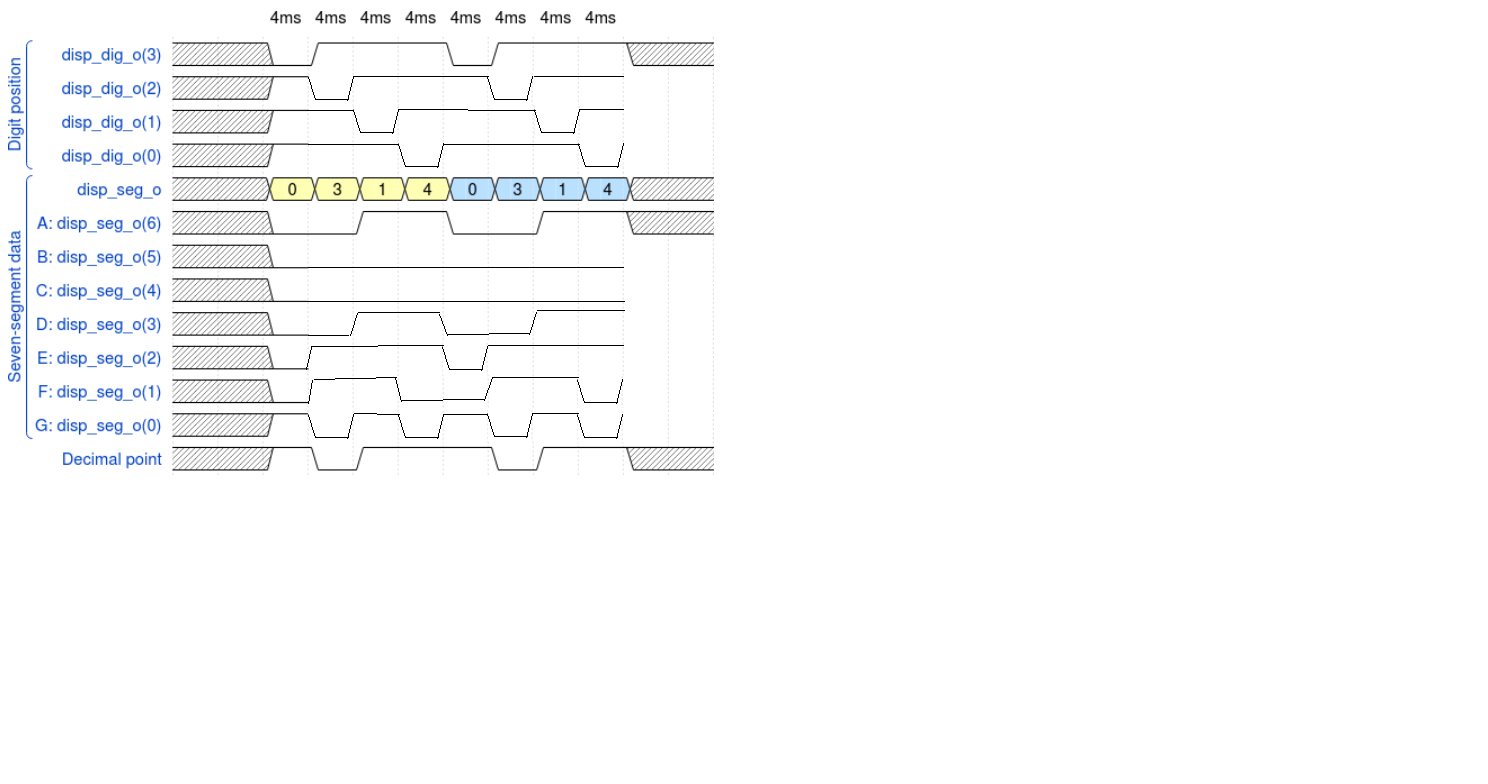 4ms 4ms 4ms 4ms 4ms 4ms 4ms 4ms
Digit position
disp_dig_o(3)
disp_dig_o(2)
disp_dig_o(1)
disp_dig_o(0)
Seven-segment data
disp_seg_o 0 3 1 4 0 3 1 4
A: disp_seg_o(6)
B: disp_seg_o(5)
C: disp_seg_o(4)
D: disp_seg_o(3)
E: disp_seg_o(2)
F: disp_seg_o(1)
G: disp_seg_o(0)
Decimal point